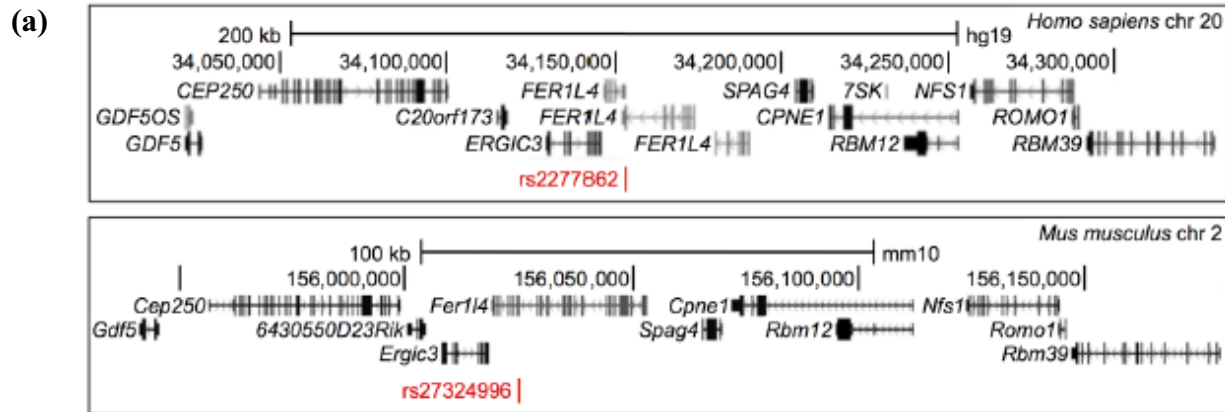 (a)
200 kb hg19 Homo sapiens chr 20
34,050,000 34,100,000 34,150,000 34,200,000 34,250,000 34,300,000
CEP250 FER1L4 SPAG4 7SK NFS1
GDF5OS C20orf173 FER1L4 CPNE1 ROMO1
GDF5 ERGIC3 FER1L4 RBM12 RBM39
rs2277862
100 kb mm10 Mus musculus chr 2
156,000,000 156,050,000 156,100,000 156,150,000
Cep250 Fer1l4 Cpne1 Nfs1
Gdf5 6430550D23Rik Spag4 Rbm12 Romo1
Ergic3 Rbm39
rs27324996